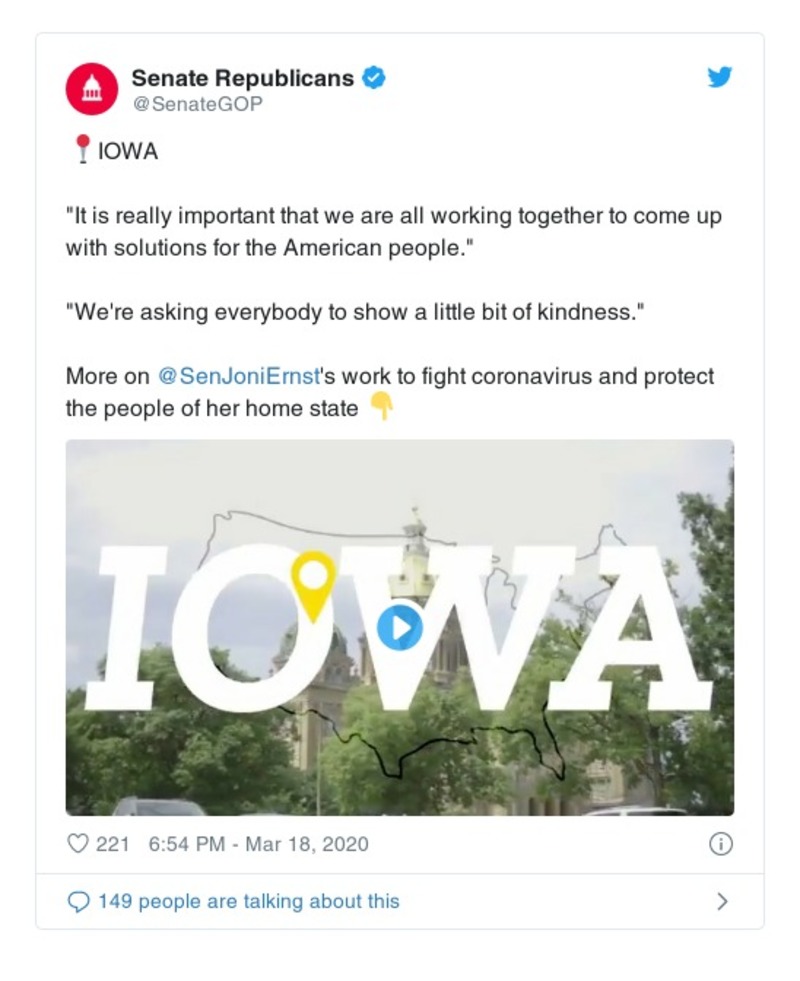 Senate Republicans
@SenateGOP
📍IOWA
"It is really important that we are all working together to come up
with solutions for the American people."
"We're asking everybody to show a little bit of kindness."
More on @SenJoniErnst's work to fight coronavirus and protect
the people of her home state 👇
IOWA
221 6:54 PM - Mar 18, 2020
149 people are talking about this